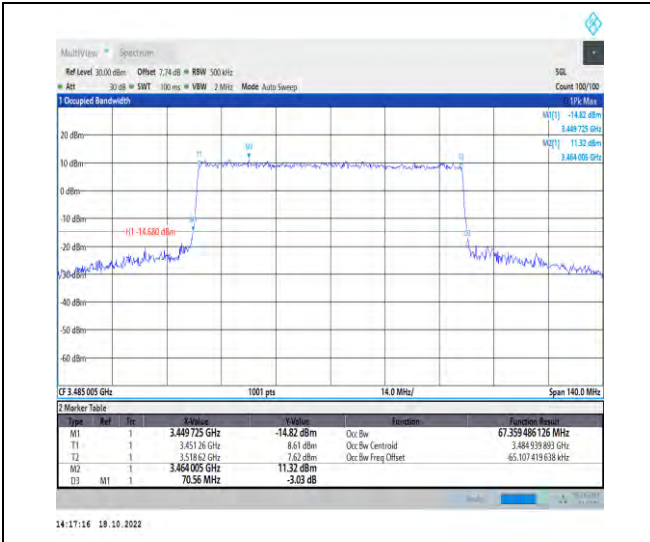 MultiView Spectrum
Ref Level 30.00 dBm Offset 7.74 dB RBW 500 kHz SGL
Att 30 dB SWT 100 ms VBW 2 MHz Mode Auto Sweep Count 100/100
1 Occupied Bandwidth 1Pk Max
M1[1] -14.82 dBm
3.449 725 GHz
20 dBm
M2[1] 11.32 dBm
3.464 005 GHz
M2
T1
10 dBm
0 dBm
-10 dBm
H1 -14.680 dBm
-20 dBm
-30 dBm
-40 dBm
-50 dBm
-60 dBm
CF 3.485 005 GHz 1001 pts 14.0 MHz/ Span 140.0 MHz
2 Marker Table
Type Ref Trc X-Value Y-Value Function Function Result
M1 1 3.449 725 GHz -14.82 dBm Occ Bw 67.359 486 126 MHz
T1 1 3.451 26 GHz 8.61 dBm Occ Bw Centroid 3.484 939 893 GHz
T2 1 3.518 62 GHz 7.62 dBm Occ Bw Freq Offset -65.107 419 638 kHz
M2 1 3.464 005 GHz 11.32 dBm
D3 M1 1 70.56 MHz -3.03 dB
14:17:16 18.10.2022